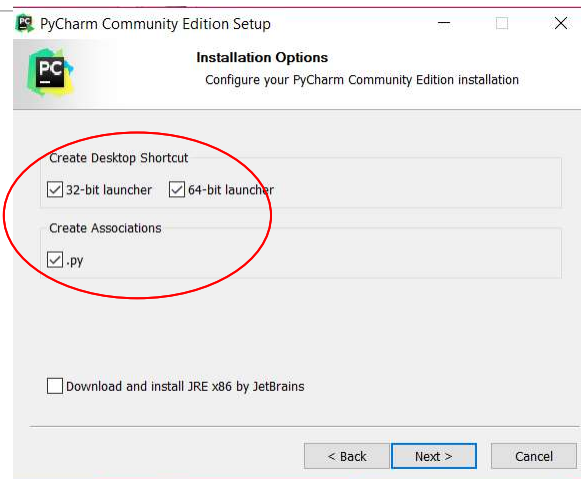 PC PyCharm Community Edition Setup
PC
Installation Options
Configure your PyCharm Community Edition installation
Create Desktop Shortcut
32-bit launcher 64-bit launcher
Create Associations
.py
Download and install JRE x86 by JetBrains
< Back Next > Cancel